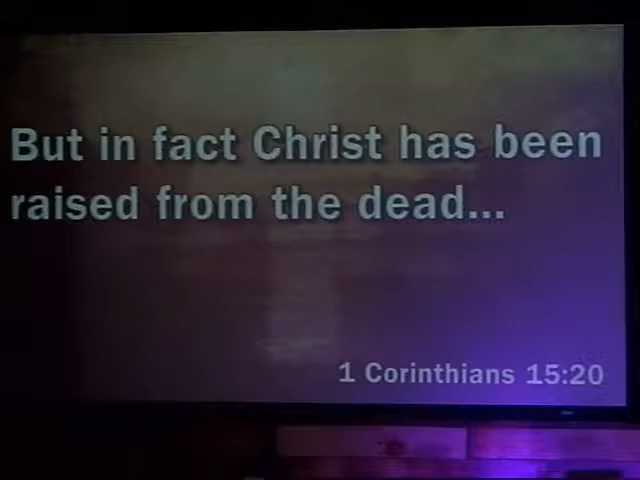 But in fact Christ has been
raised from the dead...
1 Corinthians 15:20